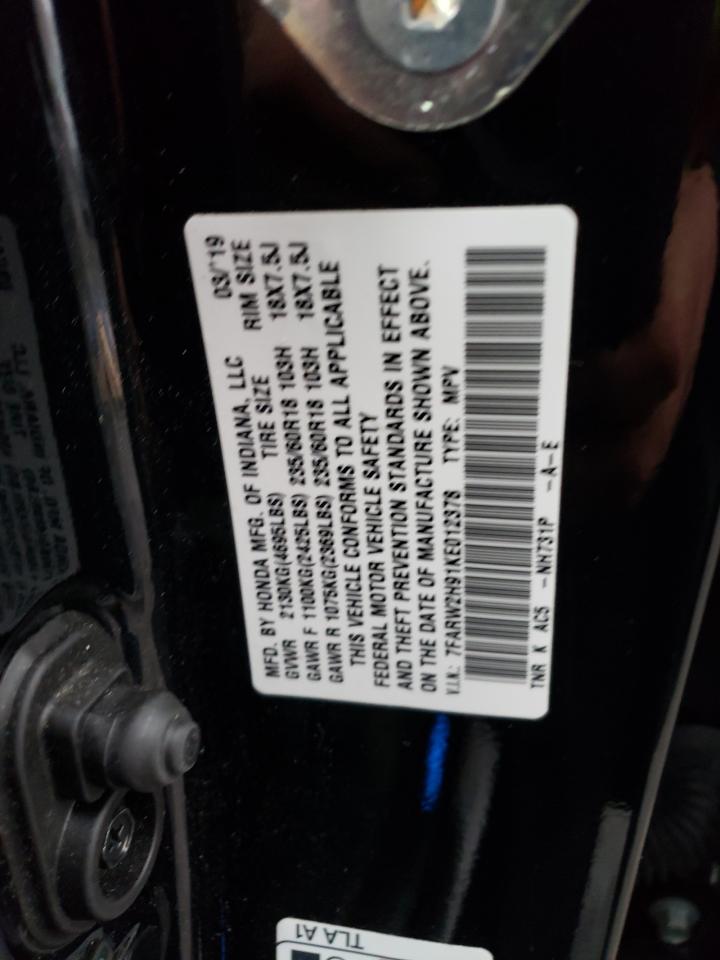 MFD. BY HONDA MFG. OF INDIANA, LLC 03/19
GVWR 2130KG(4695LBS) TIRE SIZE RIM SIZE
GAWR F 1100KG(2425LBS) 235/60R18 103H 18X7.5J
GAWR R 1075KG(2369LBS) 235/60R18 103H 18X7.5J
THIS VEHICLE CONFORMS TO ALL APPLICABLE
FEDERAL MOTOR VEHICLE SAFETY
AND THEFT PREVENTION STANDARDS IN EFFECT
ON THE DATE OF MANUFACTURE SHOWN ABOVE.
V.I.N.: 7FARW2H91KE012376 TYPE: MPV
TNR K AC5 -NH731P -A-E
TLA A1